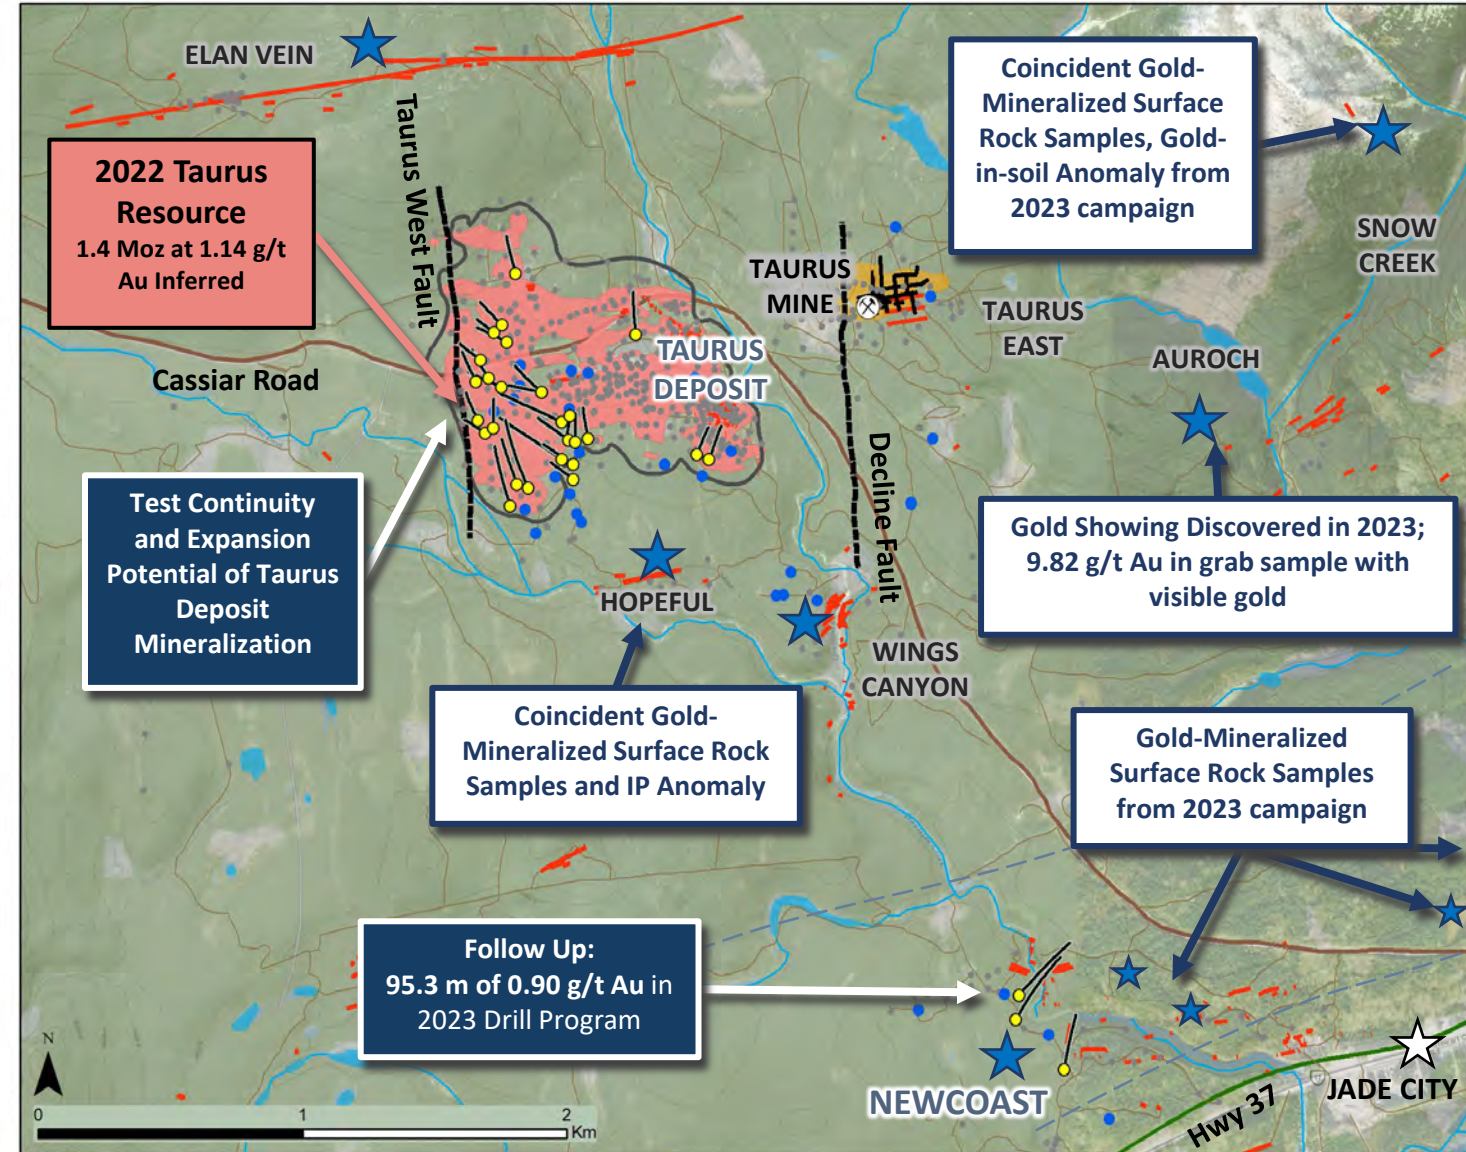 ELAN VEIN
Taurus West Fault
2022 Taurus
Resource
1.4 Moz at 1.14 g/t
Au Inferred
Coincident Gold-
Mineralized Surface
Rock Samples, Gold-
in-soil Anomaly from
2023 campaign
SNOW
CREEK
TAURUS
MINE
TAURUS
EAST
AUROCH
TAURUS
DEPOSIT
Cassiar Road
Decline Fault
Test Continuity
and Expansion
Potential of Taurus
Deposit
Mineralization
Gold Showing Discovered in 2023;
9.82 g/t Au in grab sample with
visible gold
HOPEFUL
WINGS
CANYON
Coincident Gold-
Mineralized Surface Rock
Samples and IP Anomaly
Gold-Mineralized
Surface Rock Samples
from 2023 campaign
Follow Up:
95.3 m of 0.90 g/t Au in
2023 Drill Program
NEWCOAST
JADE CITY
Hwy 37
N
0 1 2
Km